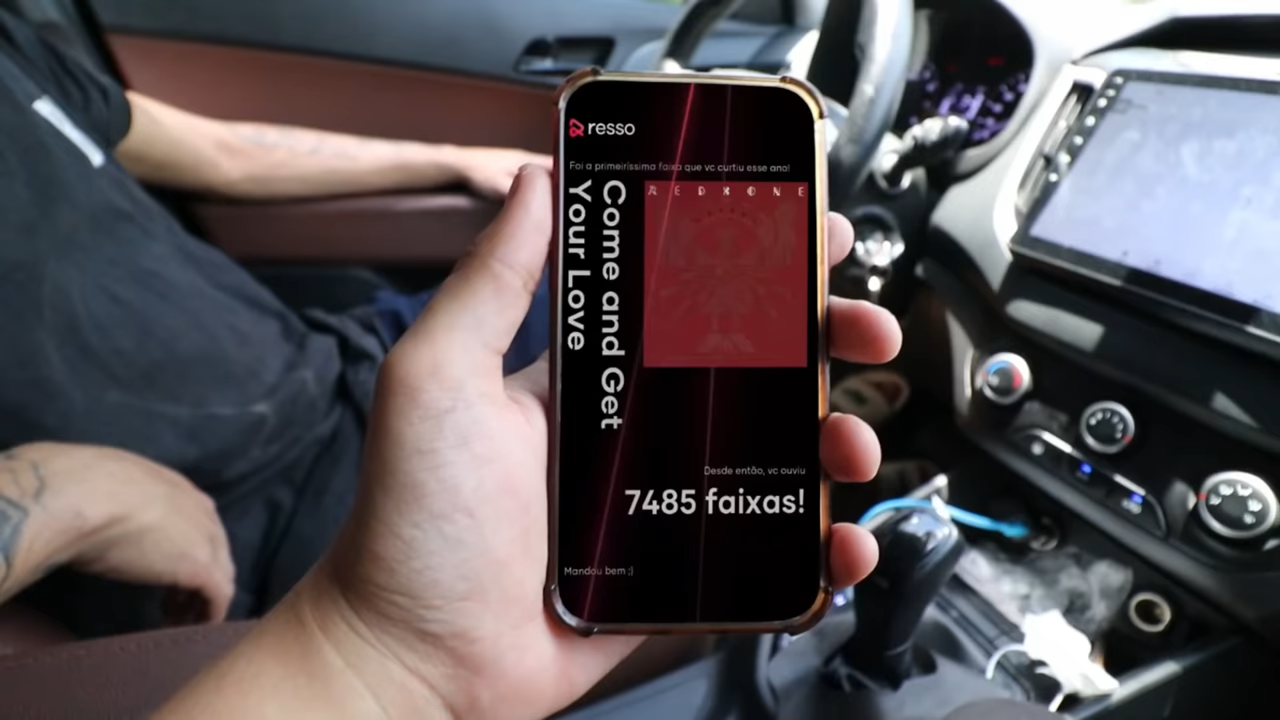 resso
Foi a primeiríssima faixa que vc curtiu esse ano!
Come and Get
Your Love
REDBONE
Desde então, vc ouviu
7485 faixas!
Mandou bem ;)